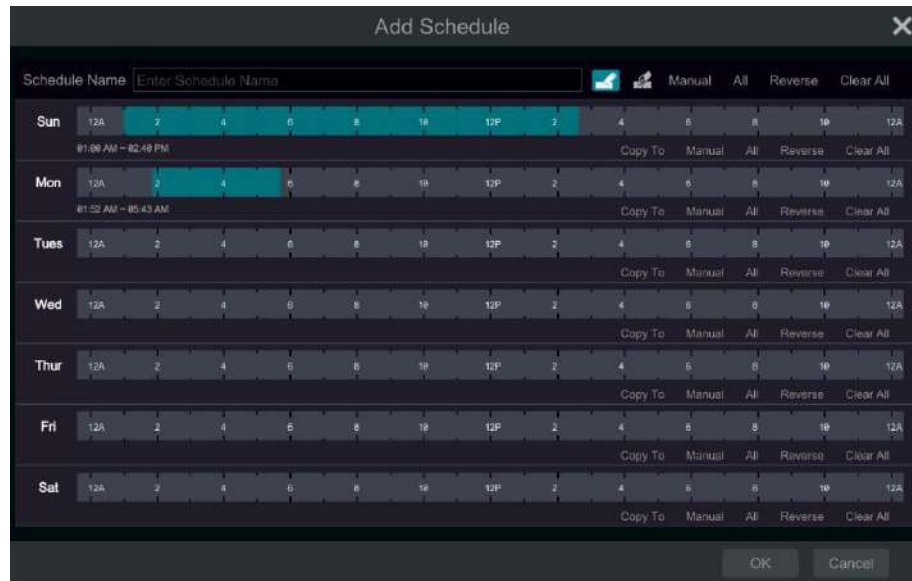 Add Schedule
Schedule Name Enter Schedule Name Manual All Reverse Clear All
Sun 12A 2 4 6 8 10 12P 2 4 6 8 10 12A
01:00 AM ~ 02:40 PM Copy To Manual All Reverse Clear All
Mon 12A 2 4 6 8 10 12P 2 4 6 8 10 12A
01:52 AM ~ 05:43 AM Copy To Manual All Reverse Clear All
Tues 12A 2 4 6 8 10 12P 2 4 6 8 10 12A
Copy To Manual All Reverse Clear All
Wed 12A 2 4 6 8 10 12P 2 4 6 8 10 12A
Copy To Manual All Reverse Clear All
Thur 12A 2 4 6 8 10 12P 2 4 6 8 10 12A
Copy To Manual All Reverse Clear All
Fri 12A 2 4 6 8 10 12P 2 4 6 8 10 12A
Copy To Manual All Reverse Clear All
Sat 12A 2 4 6 8 10 12P 2 4 6 8 10 12A
Copy To Manual All Reverse Clear All
OK Cancel